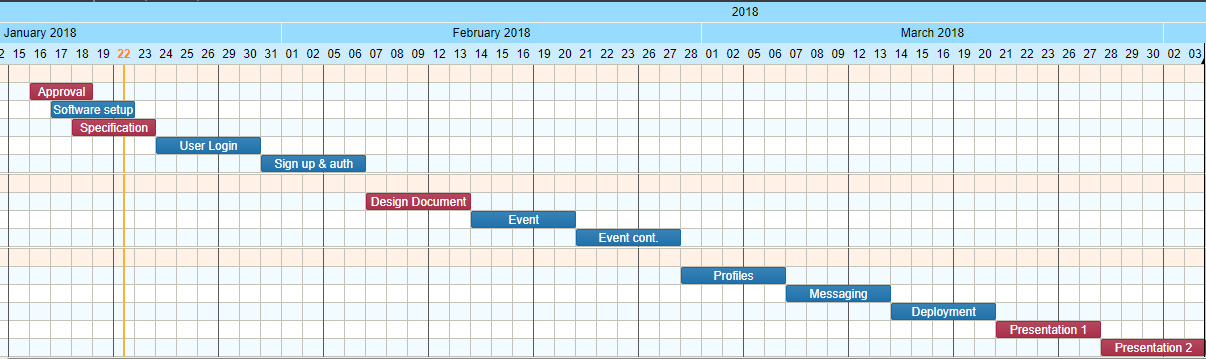 2018
January 2018 February 2018 March 2018
2 15 16 17 18 19 22 23 24 25 26 29 30 31 01 02 05 06 07 08 09 12 13 14 15 16 19 20 21 22 23 26 27 28 01 02 05 06 07 08 09 12 13 14 15 16 19 20 21 22 23 26 27 28 29 30 02 03
Approval
Software setup
Specification
User Login
Sign up & auth
Design Document
Event
Event cont.
Profiles
Messaging
Deployment
Presentation 1
Presentation 2